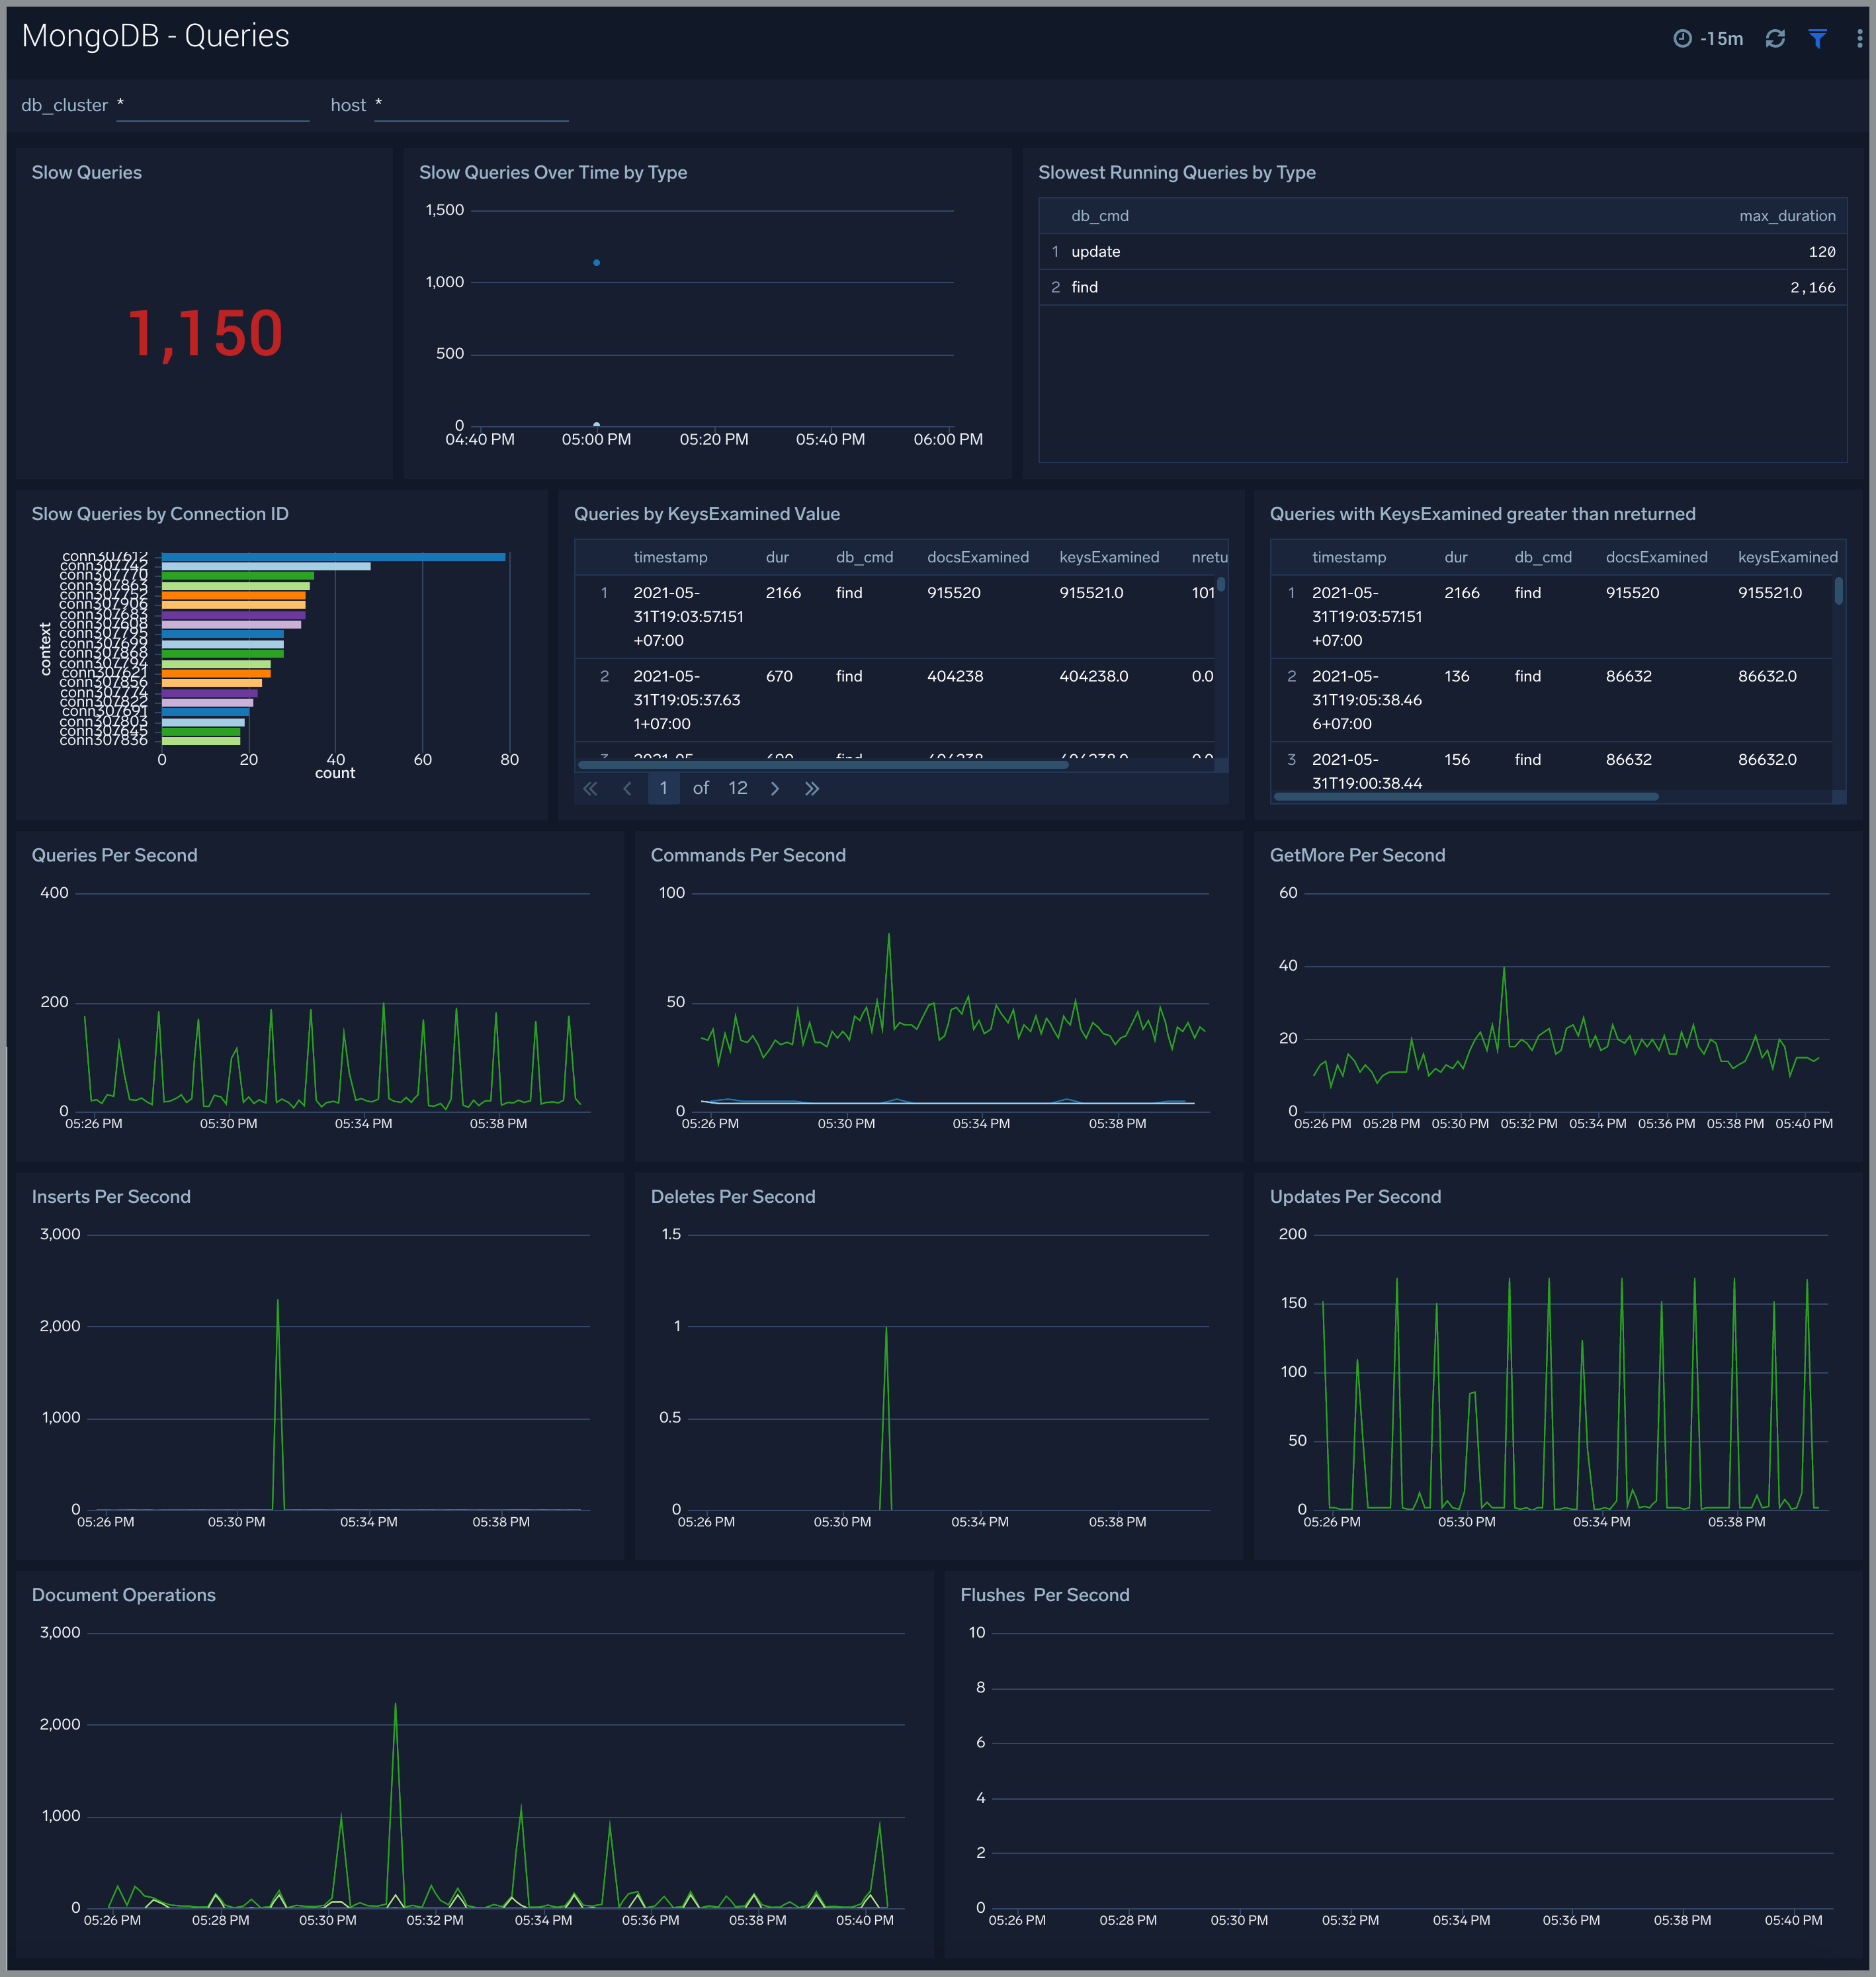 MongoDB - Queries
-15m
db_cluster *
host *
Slow Queries
1,150
Slow Queries Over Time by Type
1,500
1,000
500
0
04:40 PM 05:00 PM 05:20 PM 05:40 PM 06:00 PM
Slowest Running Queries by Type
db_cmd max_duration
1 update 120
2 find 2,166
Slow Queries by Connection ID
context
conn307612
conn307742
conn307770
conn307863
conn307752
conn307906
conn307683
conn307608
conn307795
conn307699
conn307868
conn307794
conn307621
conn307856
conn307774
conn307822
conn307691
conn307803
conn307645
conn307836
0 20 40 60 80
count
Queries by KeysExamined Value
timestamp dur db_cmd docsExamined keysExamined nretu
1 2021-05- 2166 find 915520 915521.0 101
31T19:03:57.151
+07:00
2 2021-05- 670 find 404238 404238.0 0.0
31T19:05:37.63
1+07:00
1 of 12
Queries with KeysExamined greater than nreturned
timestamp dur db_cmd docsExamined keysExamined
1 2021-05- 2166 find 915520 915521.0
31T19:03:57.151
+07:00
2 2021-05- 136 find 86632 86632.0
31T19:05:38.46
6+07:00
3 2021-05- 156 find 86632 86632.0
31T19:00:38.44
Queries Per Second
400
200
0
05:26 PM 05:30 PM 05:34 PM 05:38 PM
Commands Per Second
100
50
0
05:26 PM 05:30 PM 05:34 PM 05:38 PM
GetMore Per Second
60
40
20
0
05:26 PM 05:28 PM 05:30 PM 05:32 PM 05:34 PM 05:36 PM 05:38 PM 05:40 PM
Inserts Per Second
3,000
2,000
1,000
0
05:26 PM 05:30 PM 05:34 PM 05:38 PM
Deletes Per Second
1.5
1
0.5
0
05:26 PM 05:30 PM 05:34 PM 05:38 PM
Updates Per Second
200
150
100
50
0
05:26 PM 05:30 PM 05:34 PM 05:38 PM
Document Operations
3,000
2,000
1,000
0
05:26 PM 05:28 PM 05:30 PM 05:32 PM 05:34 PM 05:36 PM 05:38 PM 05:40 PM
Flushes  Per Second
10
8
6
4
2
0
05:26 PM 05:28 PM 05:30 PM 05:32 PM 05:34 PM 05:36 PM 05:38 PM 05:40 PM